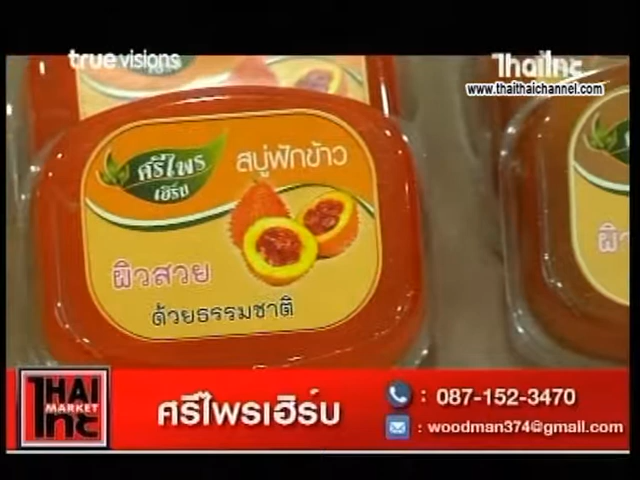 true visions
ThaiTne
www.thaithaichannel.com
ศรีไพร
เฮิร์บ
สบู่ฟักข้าว
ผิวสวย
ด้วยธรรมชาติ
ผิ
THAI
MARKET
ศรีไพรเฮิร์บ
: 087-152-3470
: woodman374@gmail.com